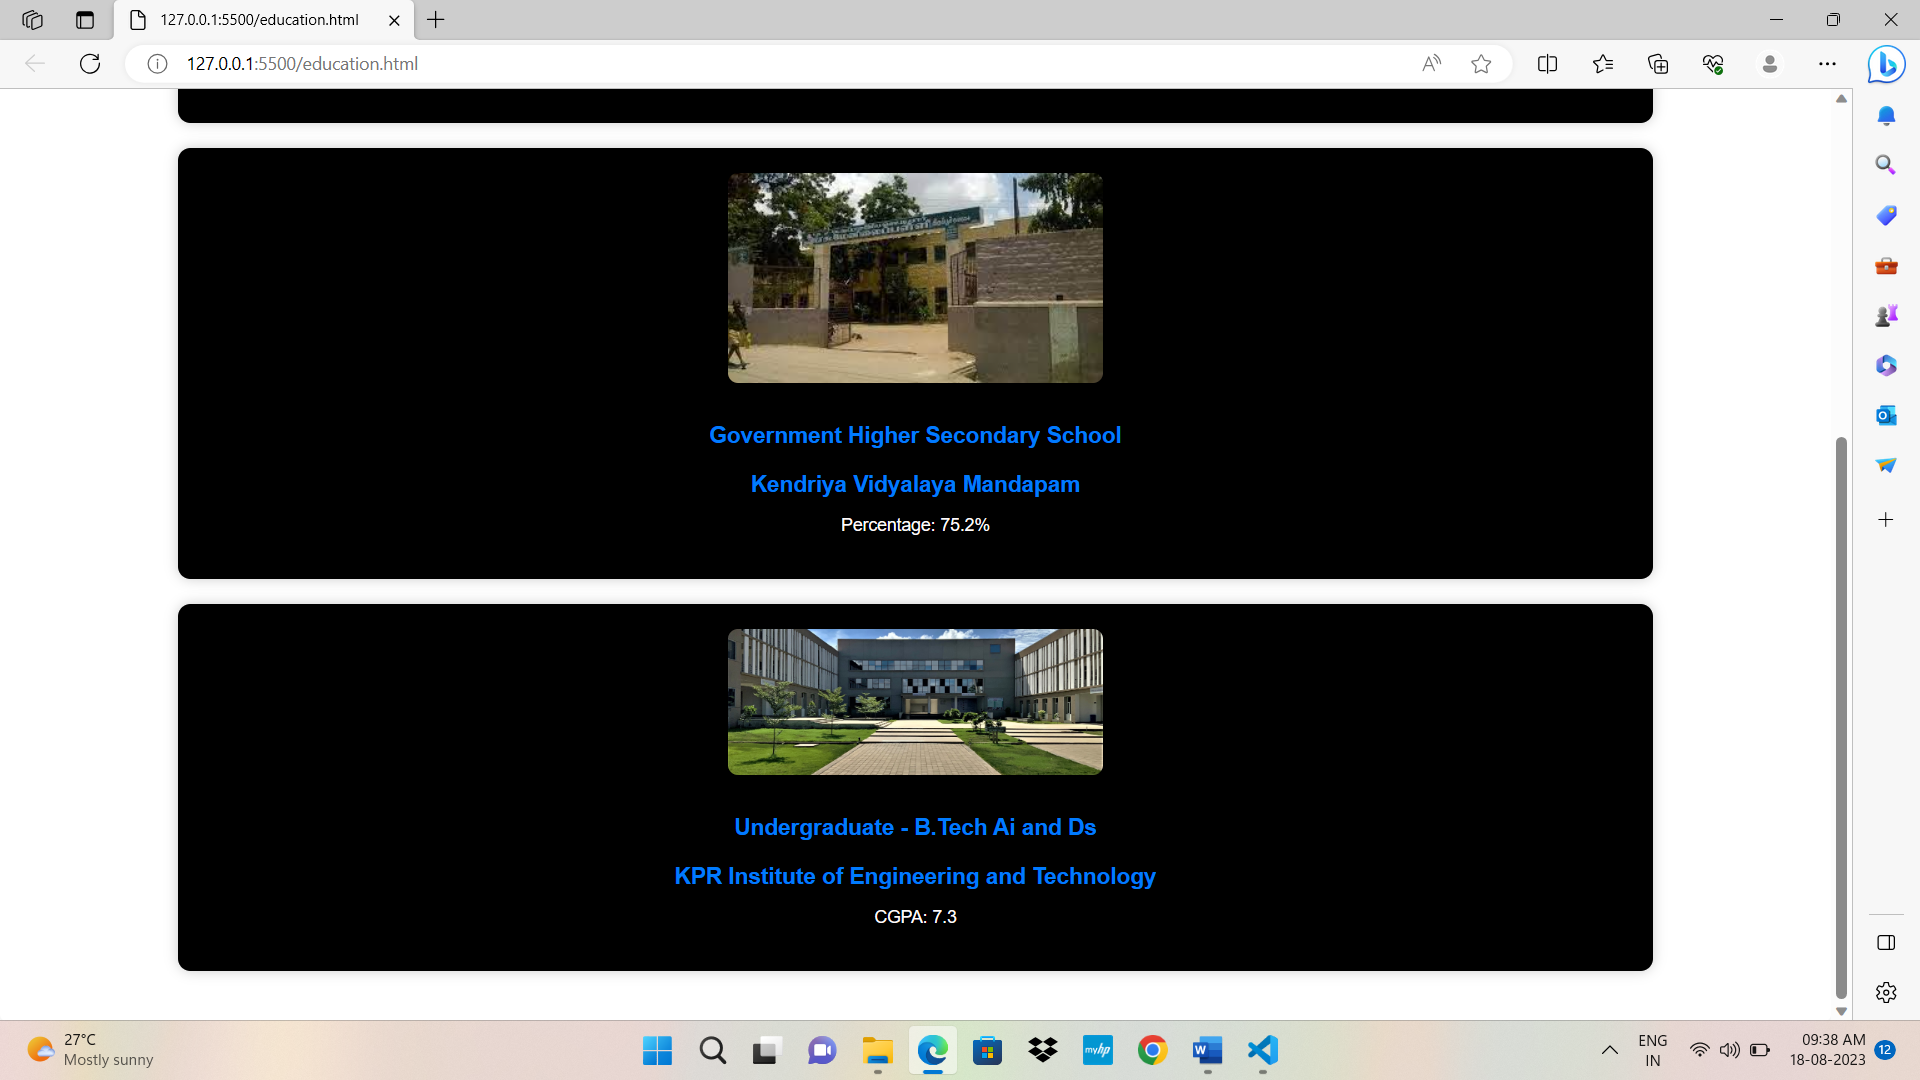 127.0.0.1:5500/education.html
127.0.0.1:5500/education.html
Government Higher Secondary School
Kendriya Vidyalaya Mandapam
Percentage: 75.2%
Undergraduate - B.Tech Ai and Ds
KPR Institute of Engineering and Technology
CGPA: 7.3
27°C
Mostly sunny
myhp
ENG
IN
09:38 AM
18-08-2023
12